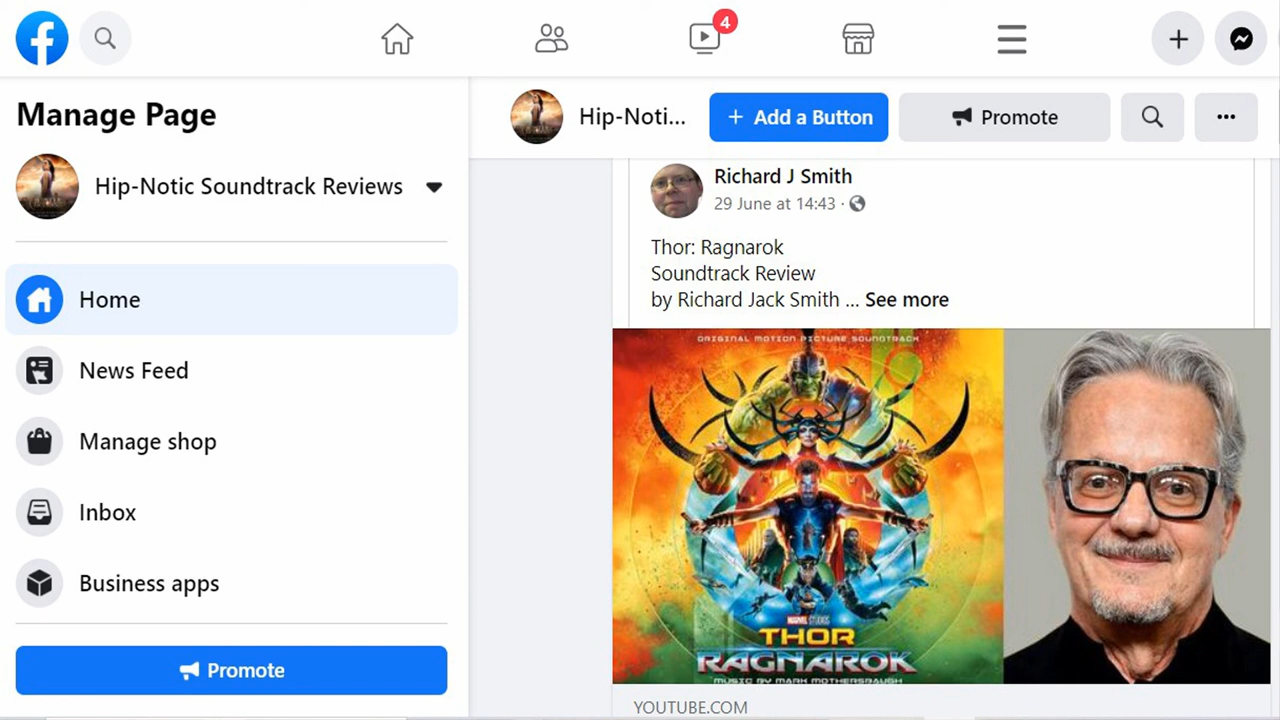 4
Manage Page
Hip-Notic Soundtrack Reviews
Home
News Feed
Manage shop
Inbox
Business apps
Promote
Hip-Noti...
+ Add a Button
Promote
Richard J Smith
29 June at 14:43 ·
Thor: Ragnarok
Soundtrack Review
by Richard Jack Smith ... See more
ORIGINAL MOTION PICTURE SOUNDTRACK
MARVEL STUDIOS
THOR
RAGNAROK
MUSIC BY MARK MOTHERSBAUGH
YOUTUBE.COM